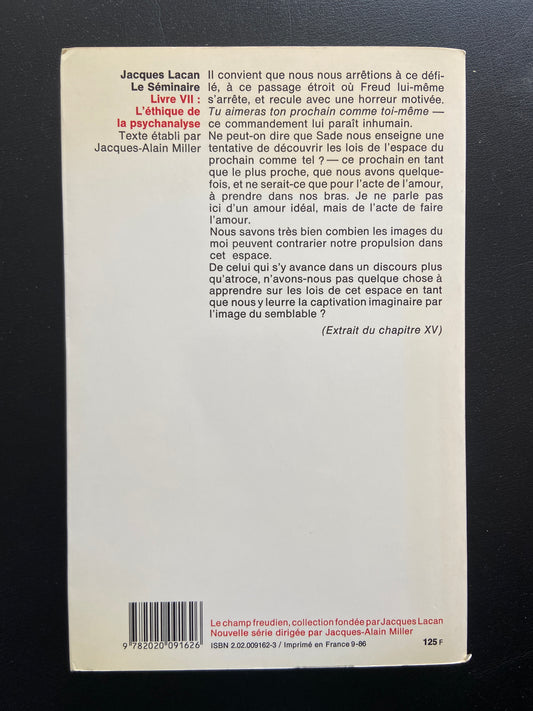 Jacques Lacan
Le Séminaire
Livre VII :
L'éthique de
la psychanalyse
Texte établi par
Jacques-Alain Miller
Il convient que nous nous arrêtions à ce défi-
lé, à ce passage étroit où Freud lui-même
s'arrête, et recule avec une horreur motivée.
Tu aimeras ton prochain comme toi-même —
ce commandement lui paraît inhumain.
Ne peut-on dire que Sade nous enseigne une
tentative de découvrir les lois de l'espace du
prochain comme tel ? — ce prochain en tant
que le plus proche, que nous avons quelque-
fois, et ne serait-ce que pour l'acte de l'amour,
à prendre dans nos bras. Je ne parle pas
ici d'un amour idéal, mais de l'acte de faire
l'amour.
Nous savons très bien combien les images du
moi peuvent contrarier notre propulsion dans
cet espace.
De celui qui s'y avance dans un discours plus
qu'atroce, n'avons-nous pas quelque chose à
apprendre sur les lois de cet espace en tant
que nous y leurre la captivation imaginaire par
l'image du semblable ?
(Extrait du chapitre XV)
9 782020 091626
Le champ freudien, collection fondée par Jacques Lacan
Nouvelle série dirigée par Jacques-Alain Miller
ISBN 2.02.009162-3 / Imprimé en France 9-86
125 F